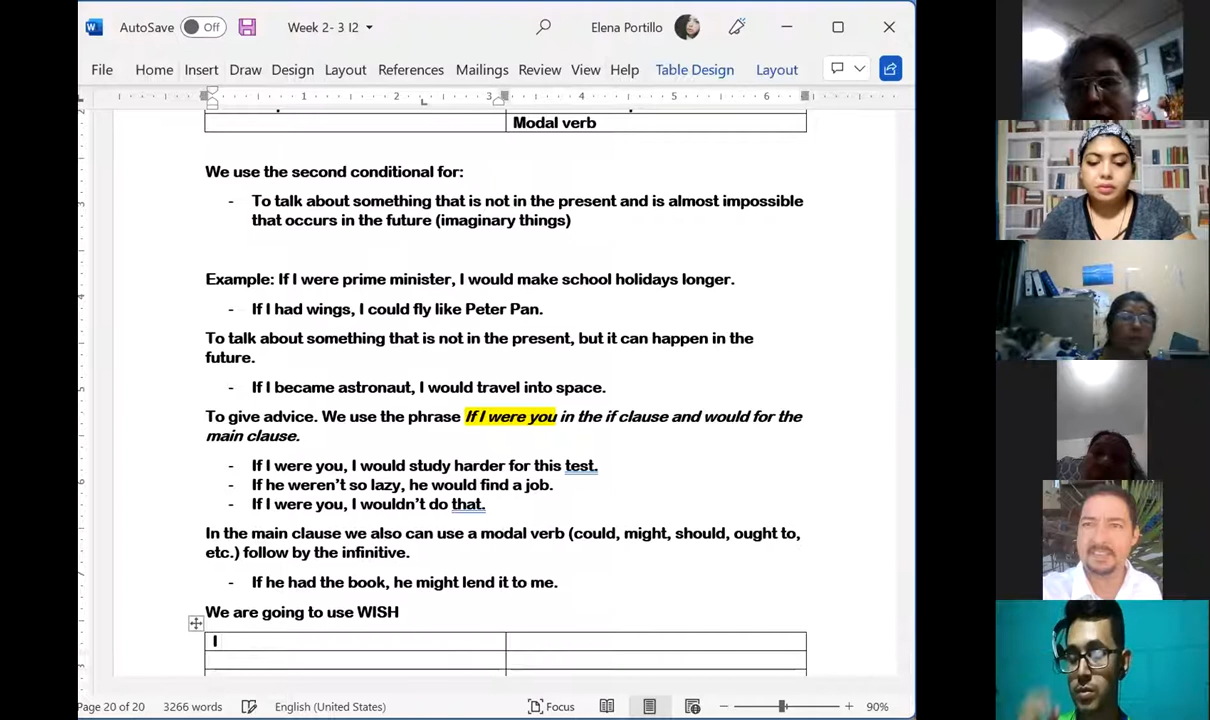 AutoSave Off Week 2- 3 I2 Elena Portillo
File Home Insert Draw Design Layout References Mailings Review View Help Table Design Layout
1 2 3 4 5 6
Modal verb
We use the second conditional for:
- To talk about something that is not in the present and is almost impossible
that occurs in the future (imaginary things)
Example: If I were prime minister, I would make school holidays longer.
- If I had wings, I could fly like Peter Pan.
To talk about something that is not in the present, but it can happen in the
future.
- If I became astronaut, I would travel into space.
To give advice. We use the phrase If I were you in the if clause and would for the
main clause.
- If I were you, I would study harder for this test.
- If he weren't so lazy, he would find a job.
- If I were you, I wouldn't do that.
In the main clause we also can use a modal verb (could, might, should, ought to,
etc.) follow by the infinitive.
- If he had the book, he might lend it to me.
We are going to use WISH
I
Page 20 of 20 3266 words English (United States) Focus 90%